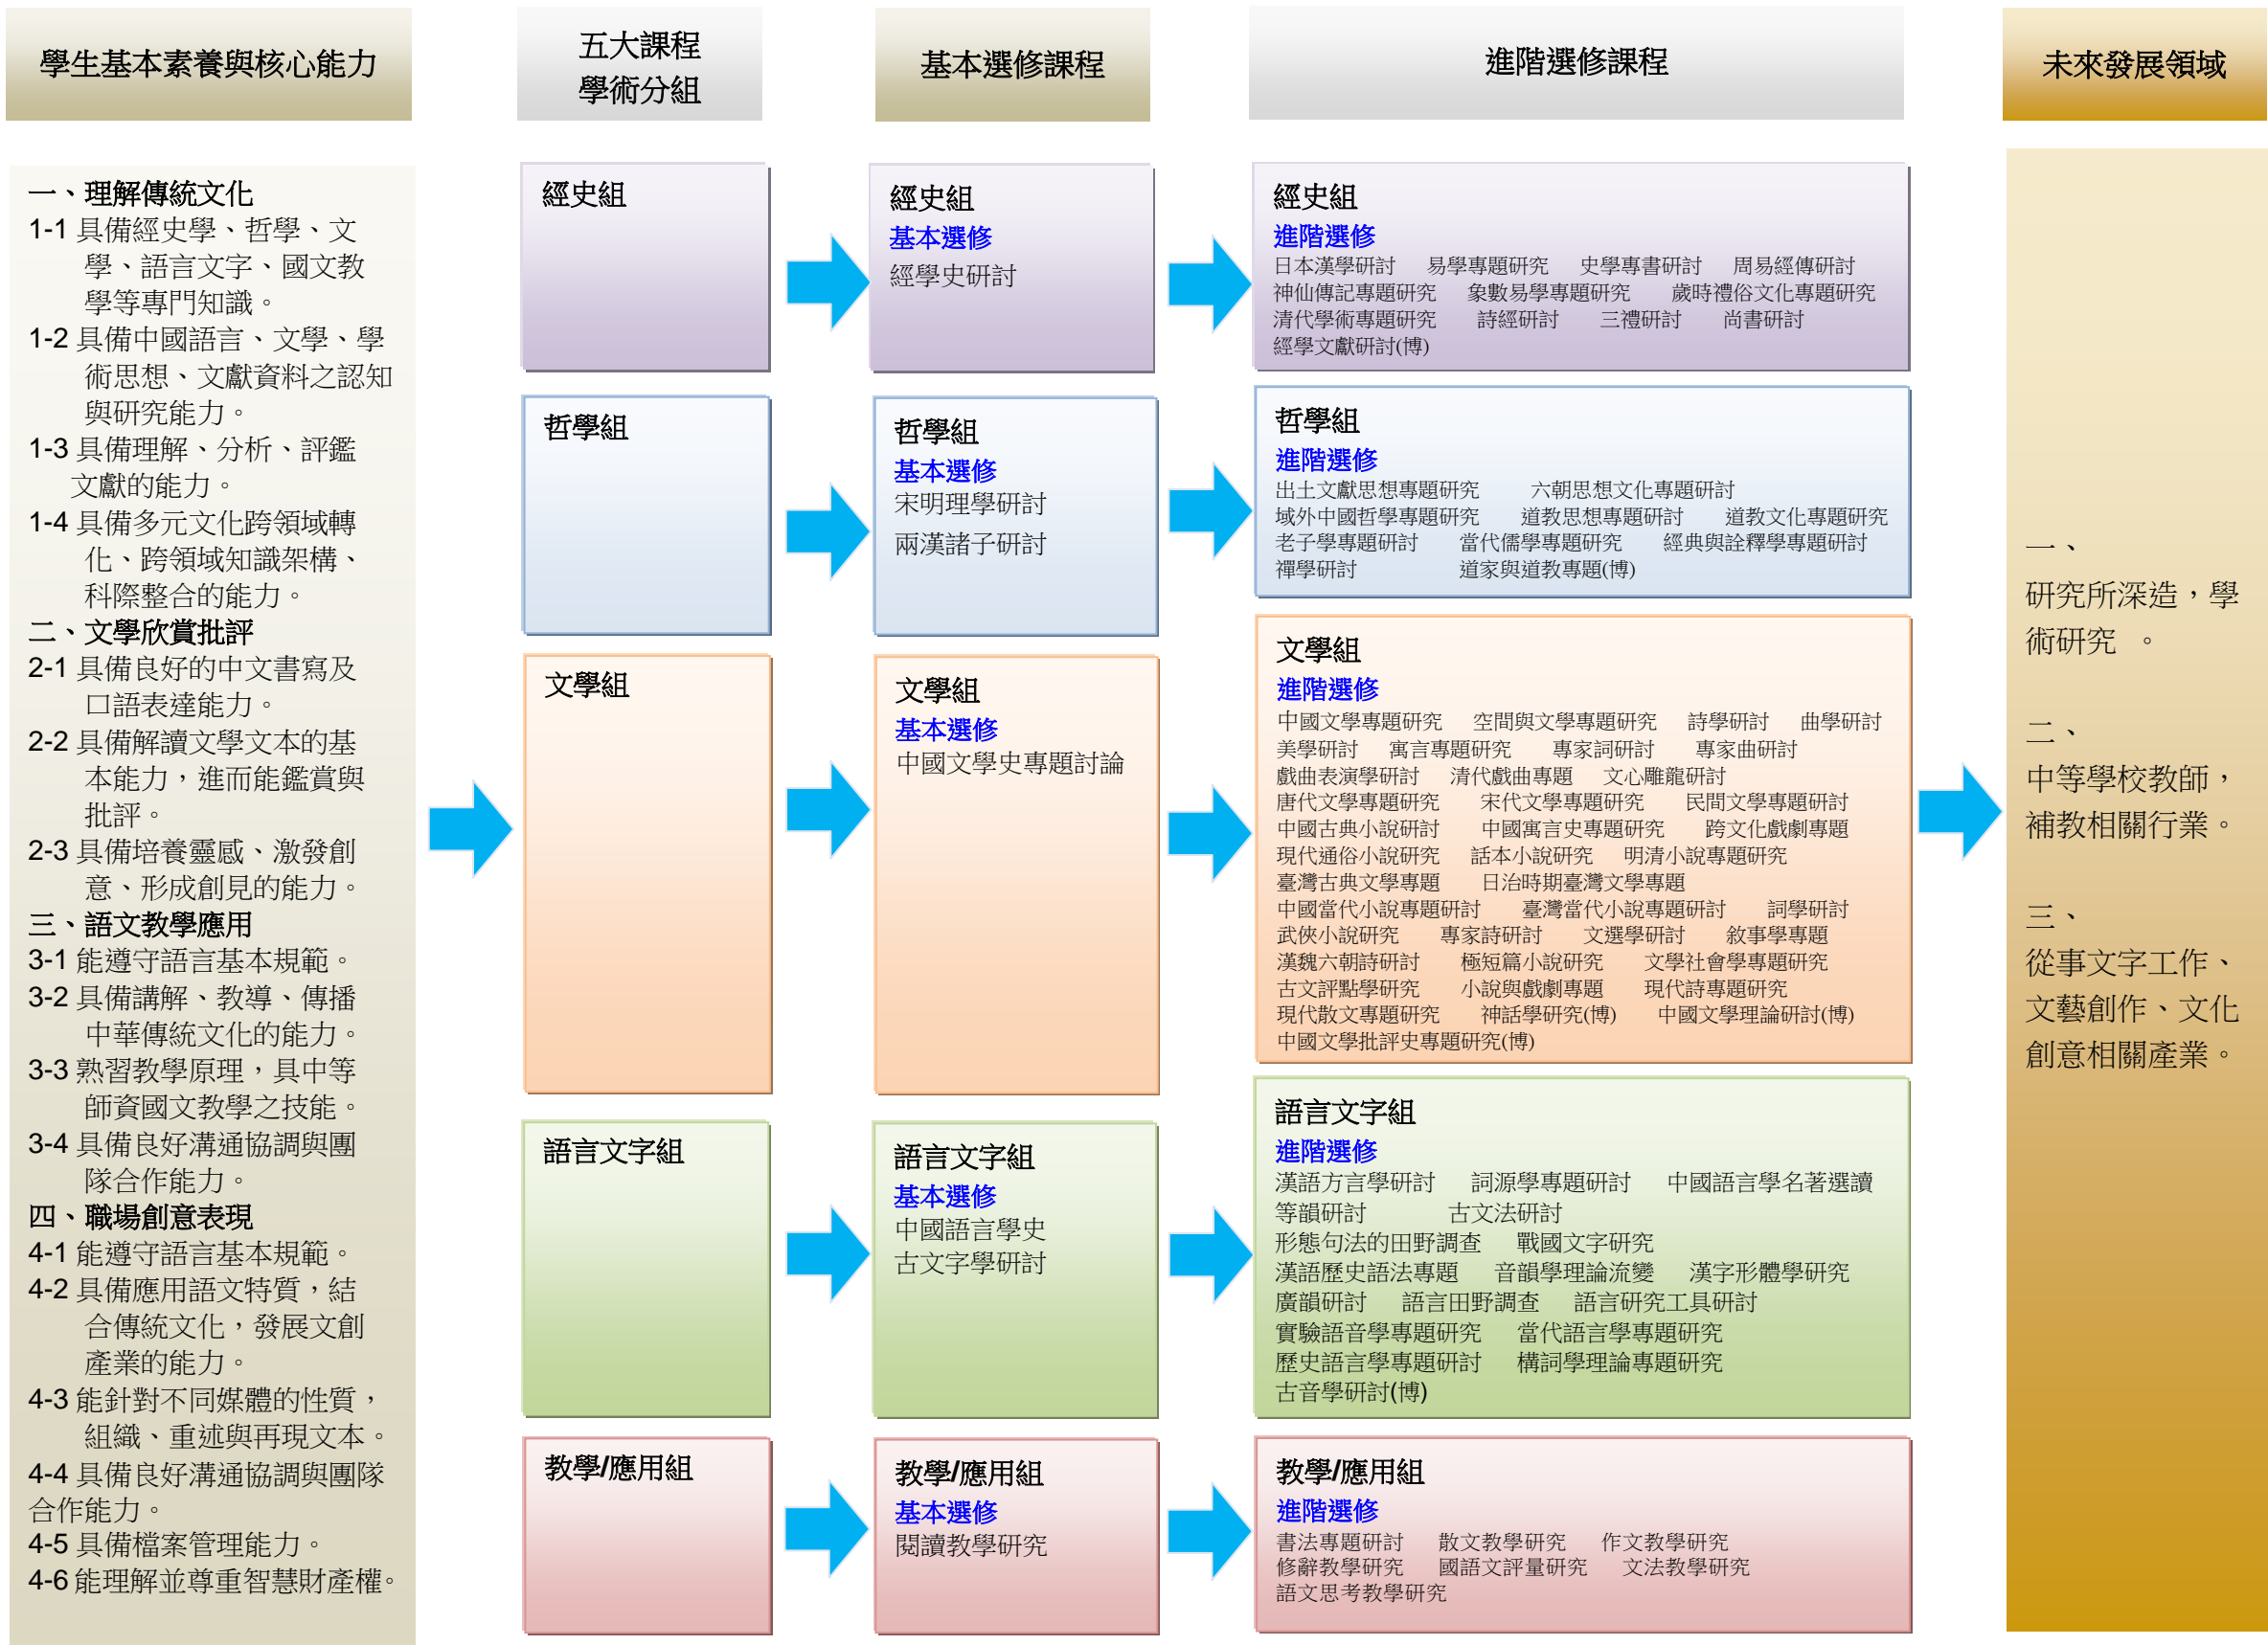 學生基本素養與核心能力
五大課程
學術分組
基本選修課程
進階選修課程
未來發展領域
一、理解傳統文化
1-1 具備經史學、哲學、文
學、語言文字、國文教
學等專門知識。
1-2 具備中國語言、文學、學
術思想、文獻資料之認知
與研究能力。
1-3 具備理解、分析、評鑑
文獻的能力。
1-4 具備多元文化跨領域轉
化、跨領域知識架構、
科際整合的能力。
二、文學欣賞批評
2-1 具備良好的中文書寫及
口語表達能力。
2-2 具備解讀文學文本的基
本能力，進而能鑑賞與
批評。
2-3 具備培養靈感、激發創
意、形成創見的能力。
三、語文教學應用
3-1 能遵守語言基本規範。
3-2 具備講解、教導、傳播
中華傳統文化的能力。
3-3 熟習教學原理，具中等
師資國文教學之技能。
3-4 具備良好溝通協調與團
隊合作能力。
四、職場創意表現
4-1 能遵守語言基本規範。
4-2 具備應用語文特質，結
合傳統文化，發展文創
產業的能力。
4-3 能針對不同媒體的性質，
組織、重述與再現文本。
4-4 具備良好溝通協調與團隊
合作能力。
4-5 具備檔案管理能力。
4-6 能理解並尊重智慧財產權。
經史組
經史組
基本選修
經學史研討
經史組
進階選修
日本漢學研討 易學專題研究 史學專書研討 周易經傳研討
神仙傳記專題研究 象數易學專題研究 歲時禮俗文化專題研究
清代學術專題研究 詩經研討 三禮研討 尚書研討
經學文獻研討(博)
哲學組
哲學組
基本選修
宋明理學研討
兩漢諸子研討
哲學組
進階選修
出土文獻思想專題研究 六朝思想文化專題研討
域外中國哲學專題研究 道教思想專題研討 道教文化專題研究
老子學專題研討 當代儒學專題研究 經典與詮釋學專題研討
禪學研討 道家與道教專題(博)
文學組
文學組
基本選修
中國文學史專題討論
文學組
進階選修
中國文學專題研究 空間與文學專題研究 詩學研討 曲學研討
美學研討 寓言專題研究 專家詞研討 專家曲研討
戲曲表演學研討 清代戲曲專題 文心雕龍研討
唐代文學專題研究 宋代文學專題研究 民間文學專題研討
中國古典小說研討 中國寓言史專題研究 跨文化戲劇專題
現代通俗小說研究 話本小說研究 明清小說專題研究
臺灣古典文學專題 日治時期臺灣文學專題
中國當代小說專題研討 臺灣當代小說專題研討 詞學研討
武俠小說研究 專家詩研討 文選學研討 敘事學專題
漢魏六朝詩研討 極短篇小說研究 文學社會學專題研究
古文評點學研究 小說與戲劇專題 現代詩專題研究
現代散文專題研究 神話學研究(博) 中國文學理論研討(博)
中國文學批評史專題研究(博)
語言文字組
語言文字組
基本選修
中國語言學史
古文字學研討
語言文字組
進階選修
漢語方言學研討 詞源學專題研討 中國語言學名著選讀
等韻研討 古文法研討
形態句法的田野調查 戰國文字研究
漢語歷史語法專題 音韻學理論流變 漢字形體學研究
廣韻研討 語言田野調查 語言研究工具研討
實驗語音學專題研究 當代語言學專題研究
歷史語言學專題研討 構詞學理論專題研究
古音學研討(博)
教學/應用組
教學/應用組
基本選修
閱讀教學研究
教學/應用組
進階選修
書法專題研討 散文教學研究 作文教學研究
修辭教學研究 國語文評量研究 文法教學研究
語文思考教學研究
一、
研究所深造，學
術研究 。
二、
中等學校教師，
補教相關行業。
三、
從事文字工作、
文藝創作、文化
創意相關產業。